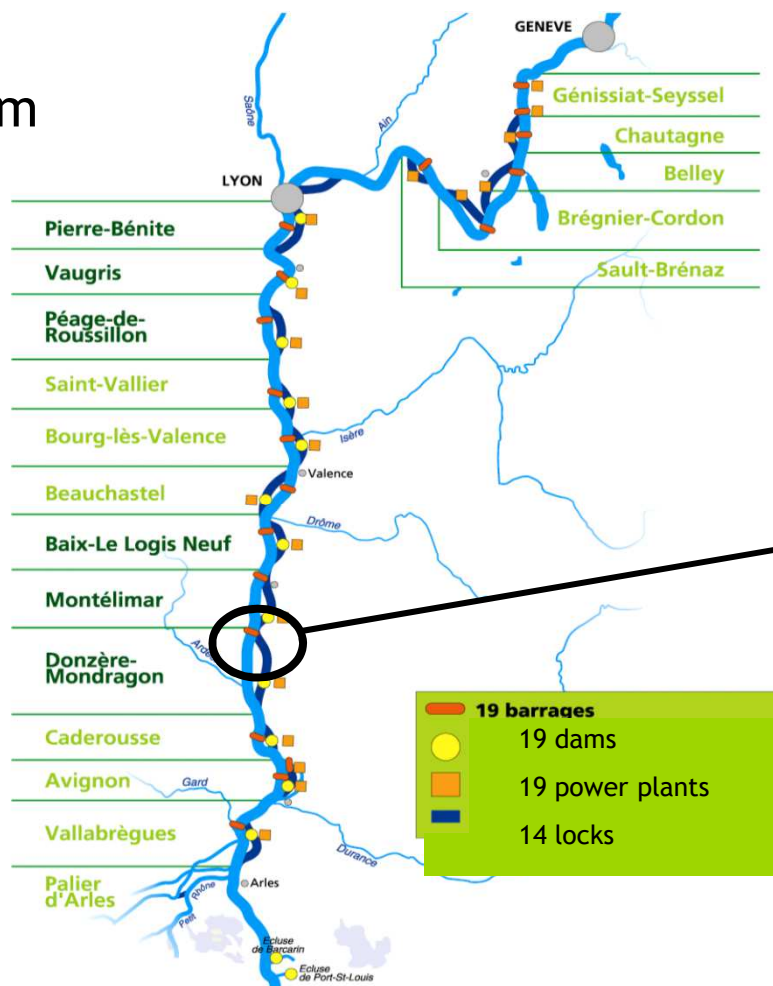 m
GENEVE
Génissiat-Seyssel
Chautagne
Belley
Brégnier-Cordon
Sault-Brénaz
Saône
Ain
LYON
Pierre-Bénite
Vaugris
Péage-de-
Roussillon
Saint-Vallier
Bourg-lès-Valence
Isère
Valence
Beauchastel
Drôme
Baix-Le Logis Neuf
Montélimar
Donzère-
Mondragon
Caderousse
Avignon
Gard
Vallabrègues
Durance
Palier
d'Arles
Arles
Petit Rhône
Ecluse
de Barcarin
Ecluse
de Port-St-Louis
19 barrages
19 dams
19 power plants
14 locks